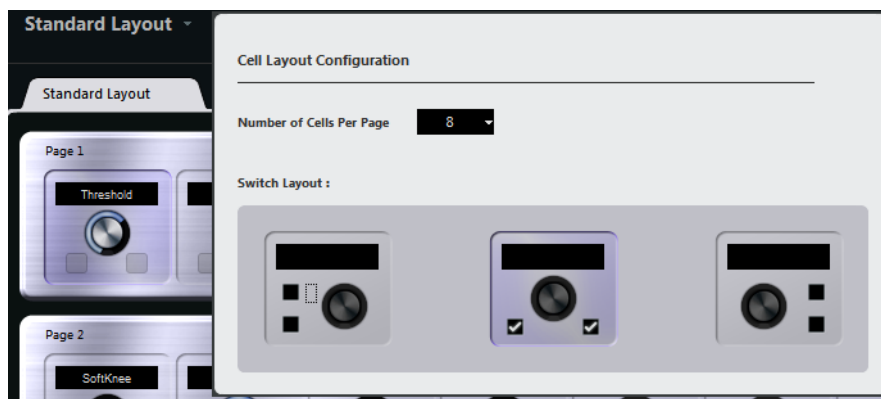 Standard Layout
Cell Layout Configuration
Standard Layout
Number of Cells Per Page 8
Page 1
Switch Layout :
Threshold
Page 2
SoftKnee